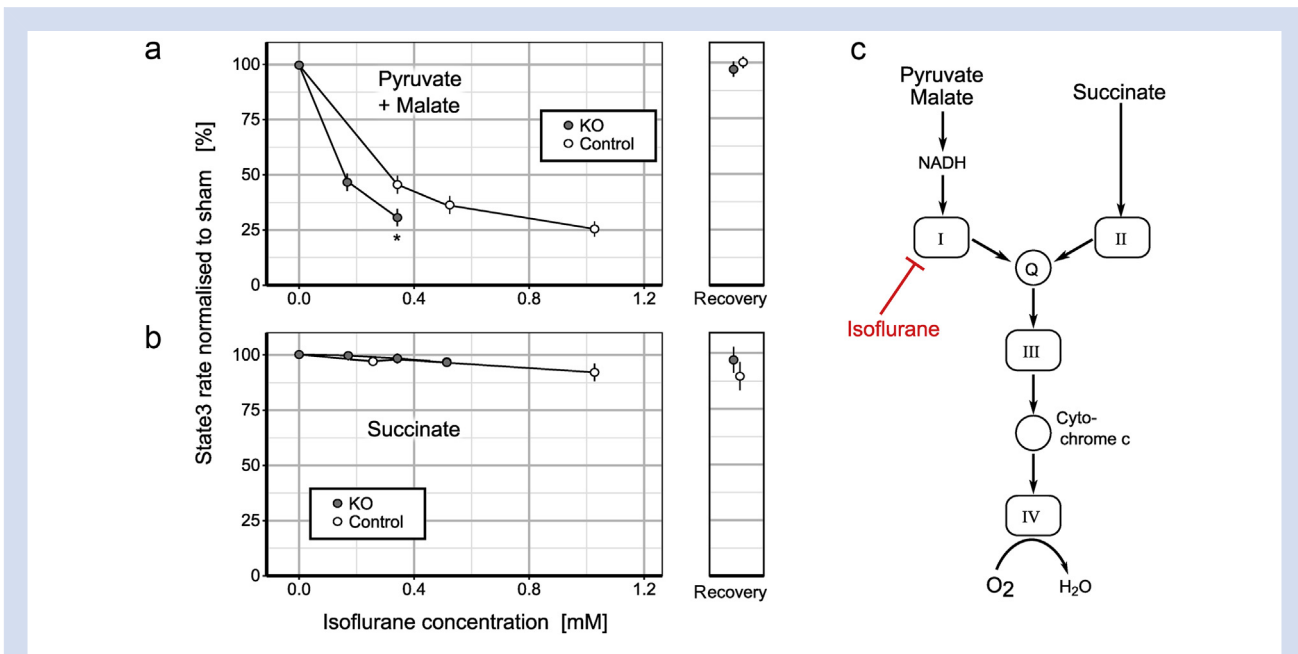 a
State3 rate normalised to sham [%]
100
75
50
25
0
Pyruvate
+ Malate
KO
Control
*
0.0
0.4
0.8
1.2
Recovery
b
100
75
50
25
0
Succinate
KO
Control
0.0
0.4
0.8
1.2
Recovery
Isoflurane concentration [mM]
c
Pyruvate
Malate
Succinate
NADH
I
II
Q
Isoflurane
III
Cyto-
chrome c
IV
O2
H₂O